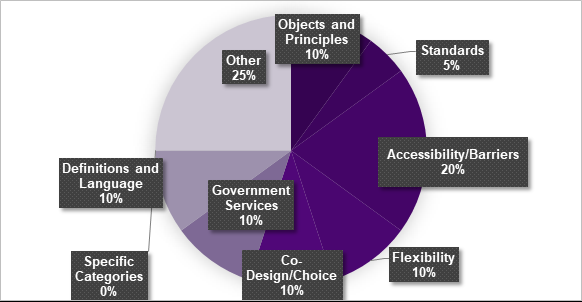 Objects and
Principles
10%
Standards
5%
Accessibility/Barriers
20%
Flexibility
10%
Co-
Design/Choice
10%
Government
Services
10%
Specific
Categories
0%
Definitions and
Language
10%
Other
25%